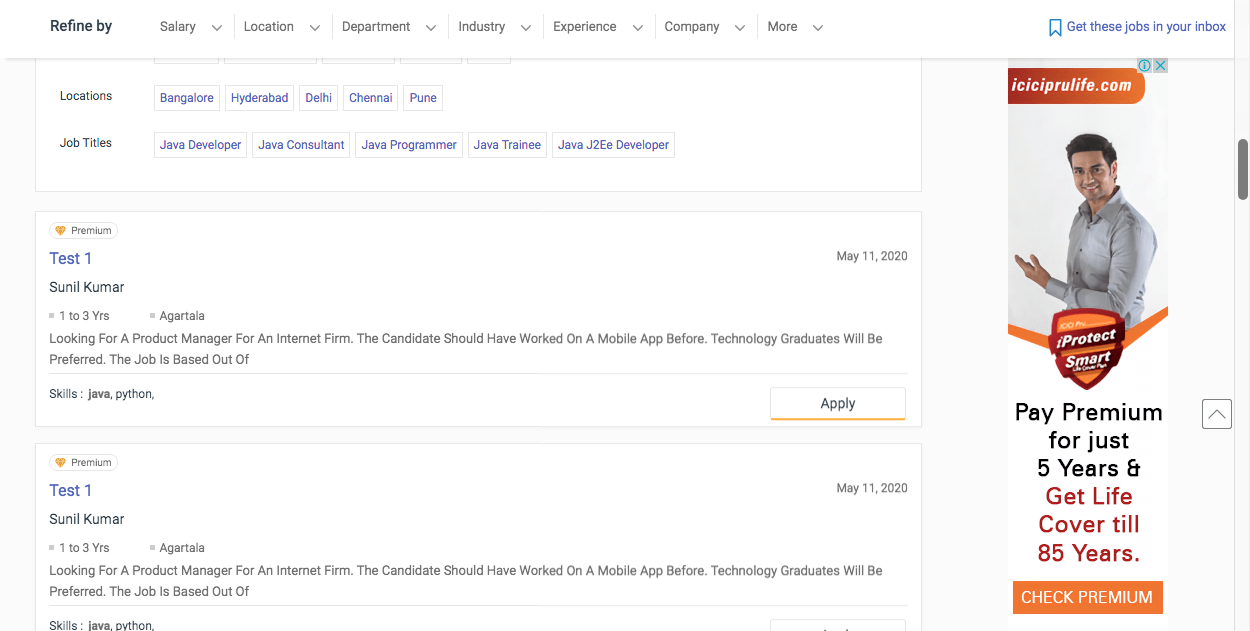 Refine by Salary Location Department Industry Experience Company More Get these jobs in your inbox
Locations Bangalore Hyderabad Delhi Chennai Pune
Job Titles Java Developer Java Consultant Java Programmer Java Trainee Java J2Ee Developer
Premium
Test 1 May 11, 2020
Sunil Kumar
1 to 3 Yrs Agartala
Looking For A Product Manager For An Internet Firm. The Candidate Should Have Worked On A Mobile App Before. Technology Graduates Will Be
Preferred. The Job Is Based Out Of
Skills : java, python,
Apply
Premium
Test 1 May 11, 2020
Sunil Kumar
1 to 3 Yrs Agartala
Looking For A Product Manager For An Internet Firm. The Candidate Should Have Worked On A Mobile App Before. Technology Graduates Will Be
Preferred. The Job Is Based Out Of
Skills : java, python,
iciciprulife.com
ICICI Pru
iProtect
Smart
Life Cover Plan
Pay Premium
for just
5 Years &
Get Life
Cover till
85 Years.
CHECK PREMIUM